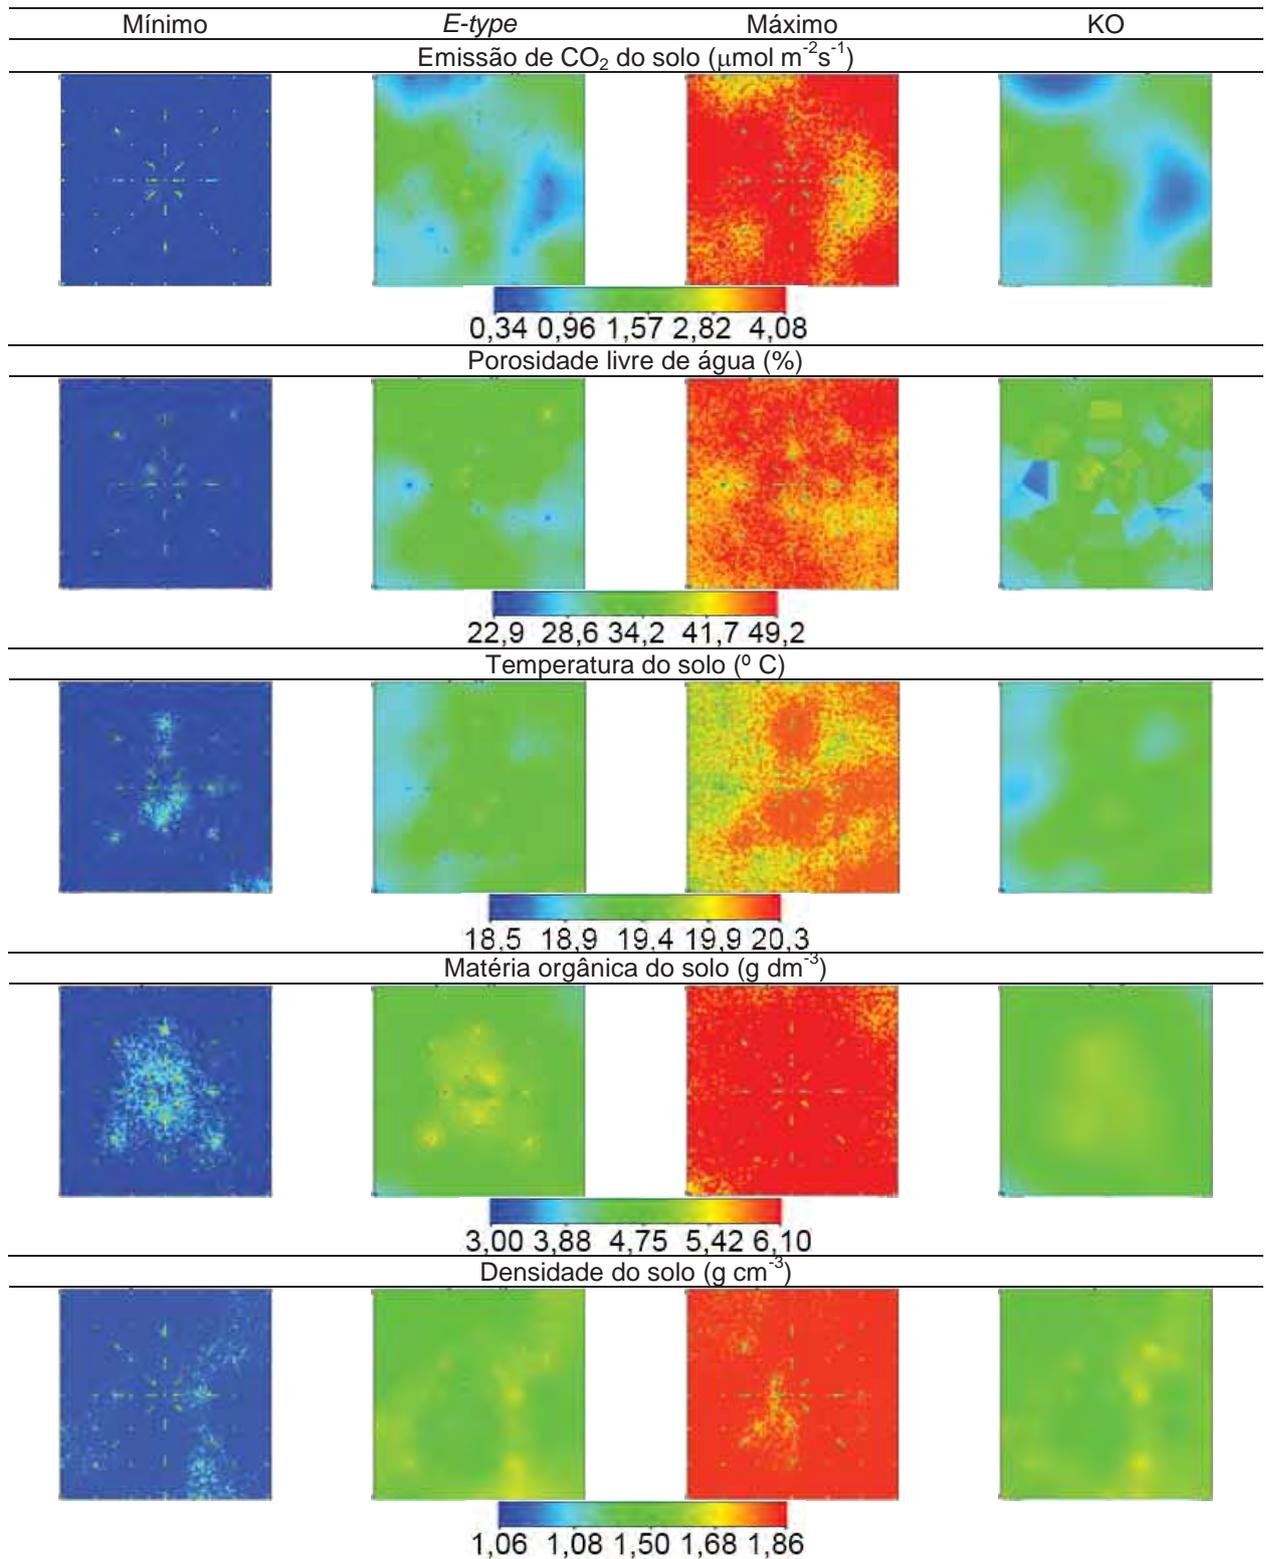 Mínimo E-type Máximo KO
Emissão de CO₂ do solo (μmol m⁻²s⁻¹)
0,34 0,96 1,57 2,82 4,08
Porosidade livre de água (%)
22,9 28,6 34,2 41,7 49,2
Temperatura do solo (º C)
18,5 18,9 19,4 19,9 20,3
Matéria orgânica do solo (g dm⁻³)
3,00 3,88 4,75 5,42 6,10
Densidade do solo (g cm⁻³)
1,06 1,08 1,50 1,68 1,86